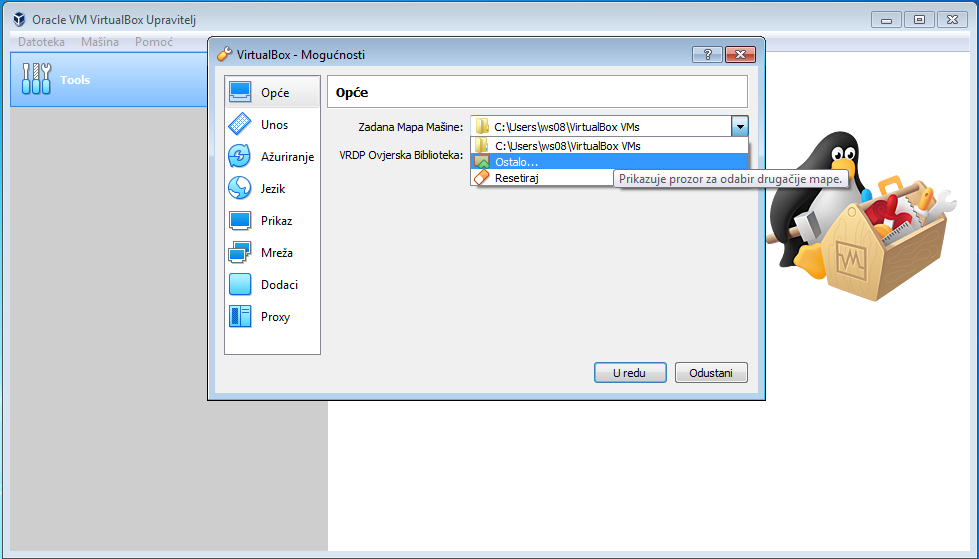 Oracle VM VirtualBox Upravitelj
Datoteka Mašina Pomoć
Tools
VirtualBox - Mogućnosti
?
Opće
Unos
Ažuriranje
Jezik
Prikaz
Mreža
Dodaci
Proxy
Opće
Zadana Mapa Mašine: C:\Users\ws08\VirtualBox VMs
VRDP Ovjerska Biblioteka:
C:\Users\ws08\VirtualBox VMs
Ostalo...
Resetiraj
Prikazuje prozor za odabir drugačije mape.
U redu Odustani